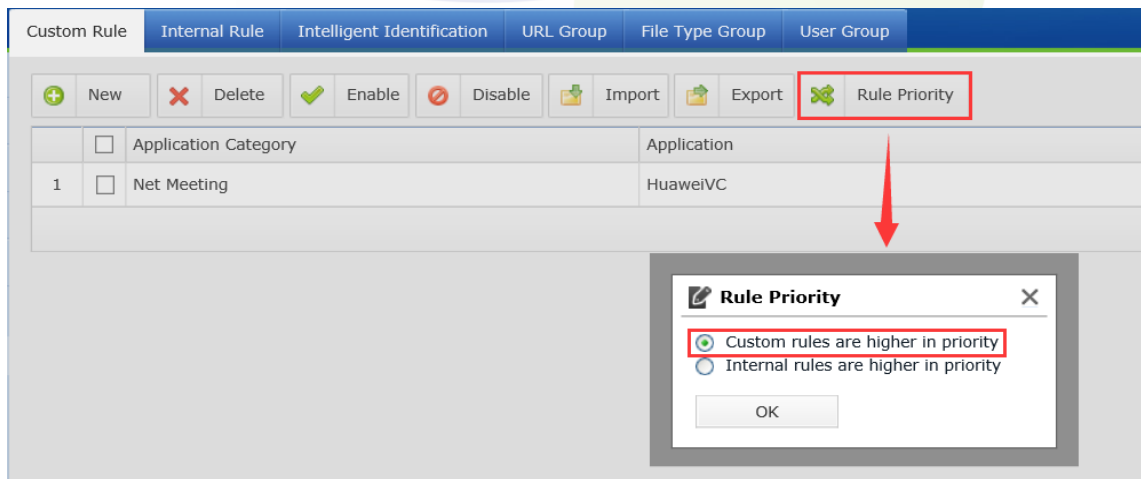 Custom Rule Internal Rule Intelligent Identification URL Group File Type Group User Group
New Delete Enable Disable Import Export Rule Priority
Application Category Application
1 Net Meeting HuaweiVC
Rule Priority
Custom rules are higher in priority
Internal rules are higher in priority
OK